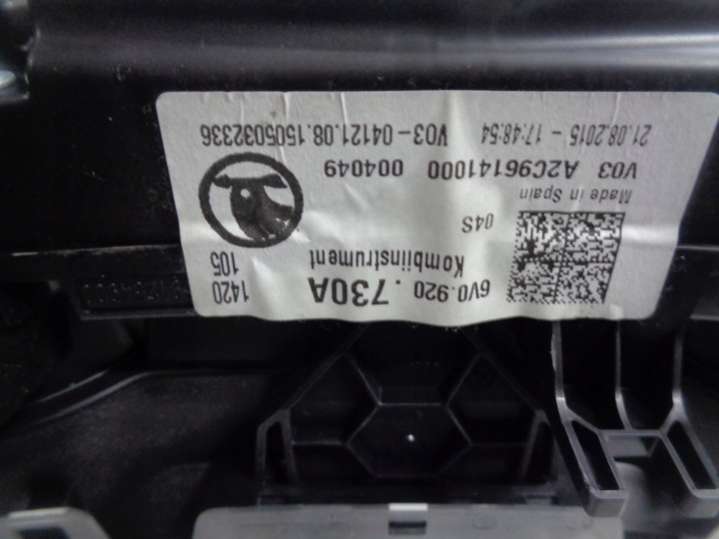 6V0.920 .730A 1420
Kombiinstrument 105
04S
Made in Spain
V03 A2C96141000 004049
21.08.2015 - 17:48:54 V03-04121.08.1505032336